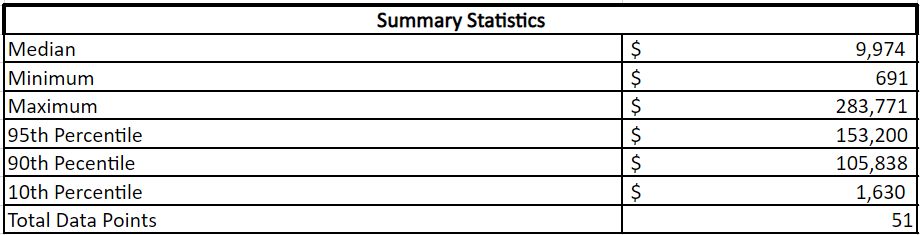 Summary Statistics
Median $ 9,974
Minimum $ 691
Maximum $ 283,771
95th Percentile $ 153,200
90th Pecentile $ 105,838
10th Percentile $ 1,630
Total Data Points 51